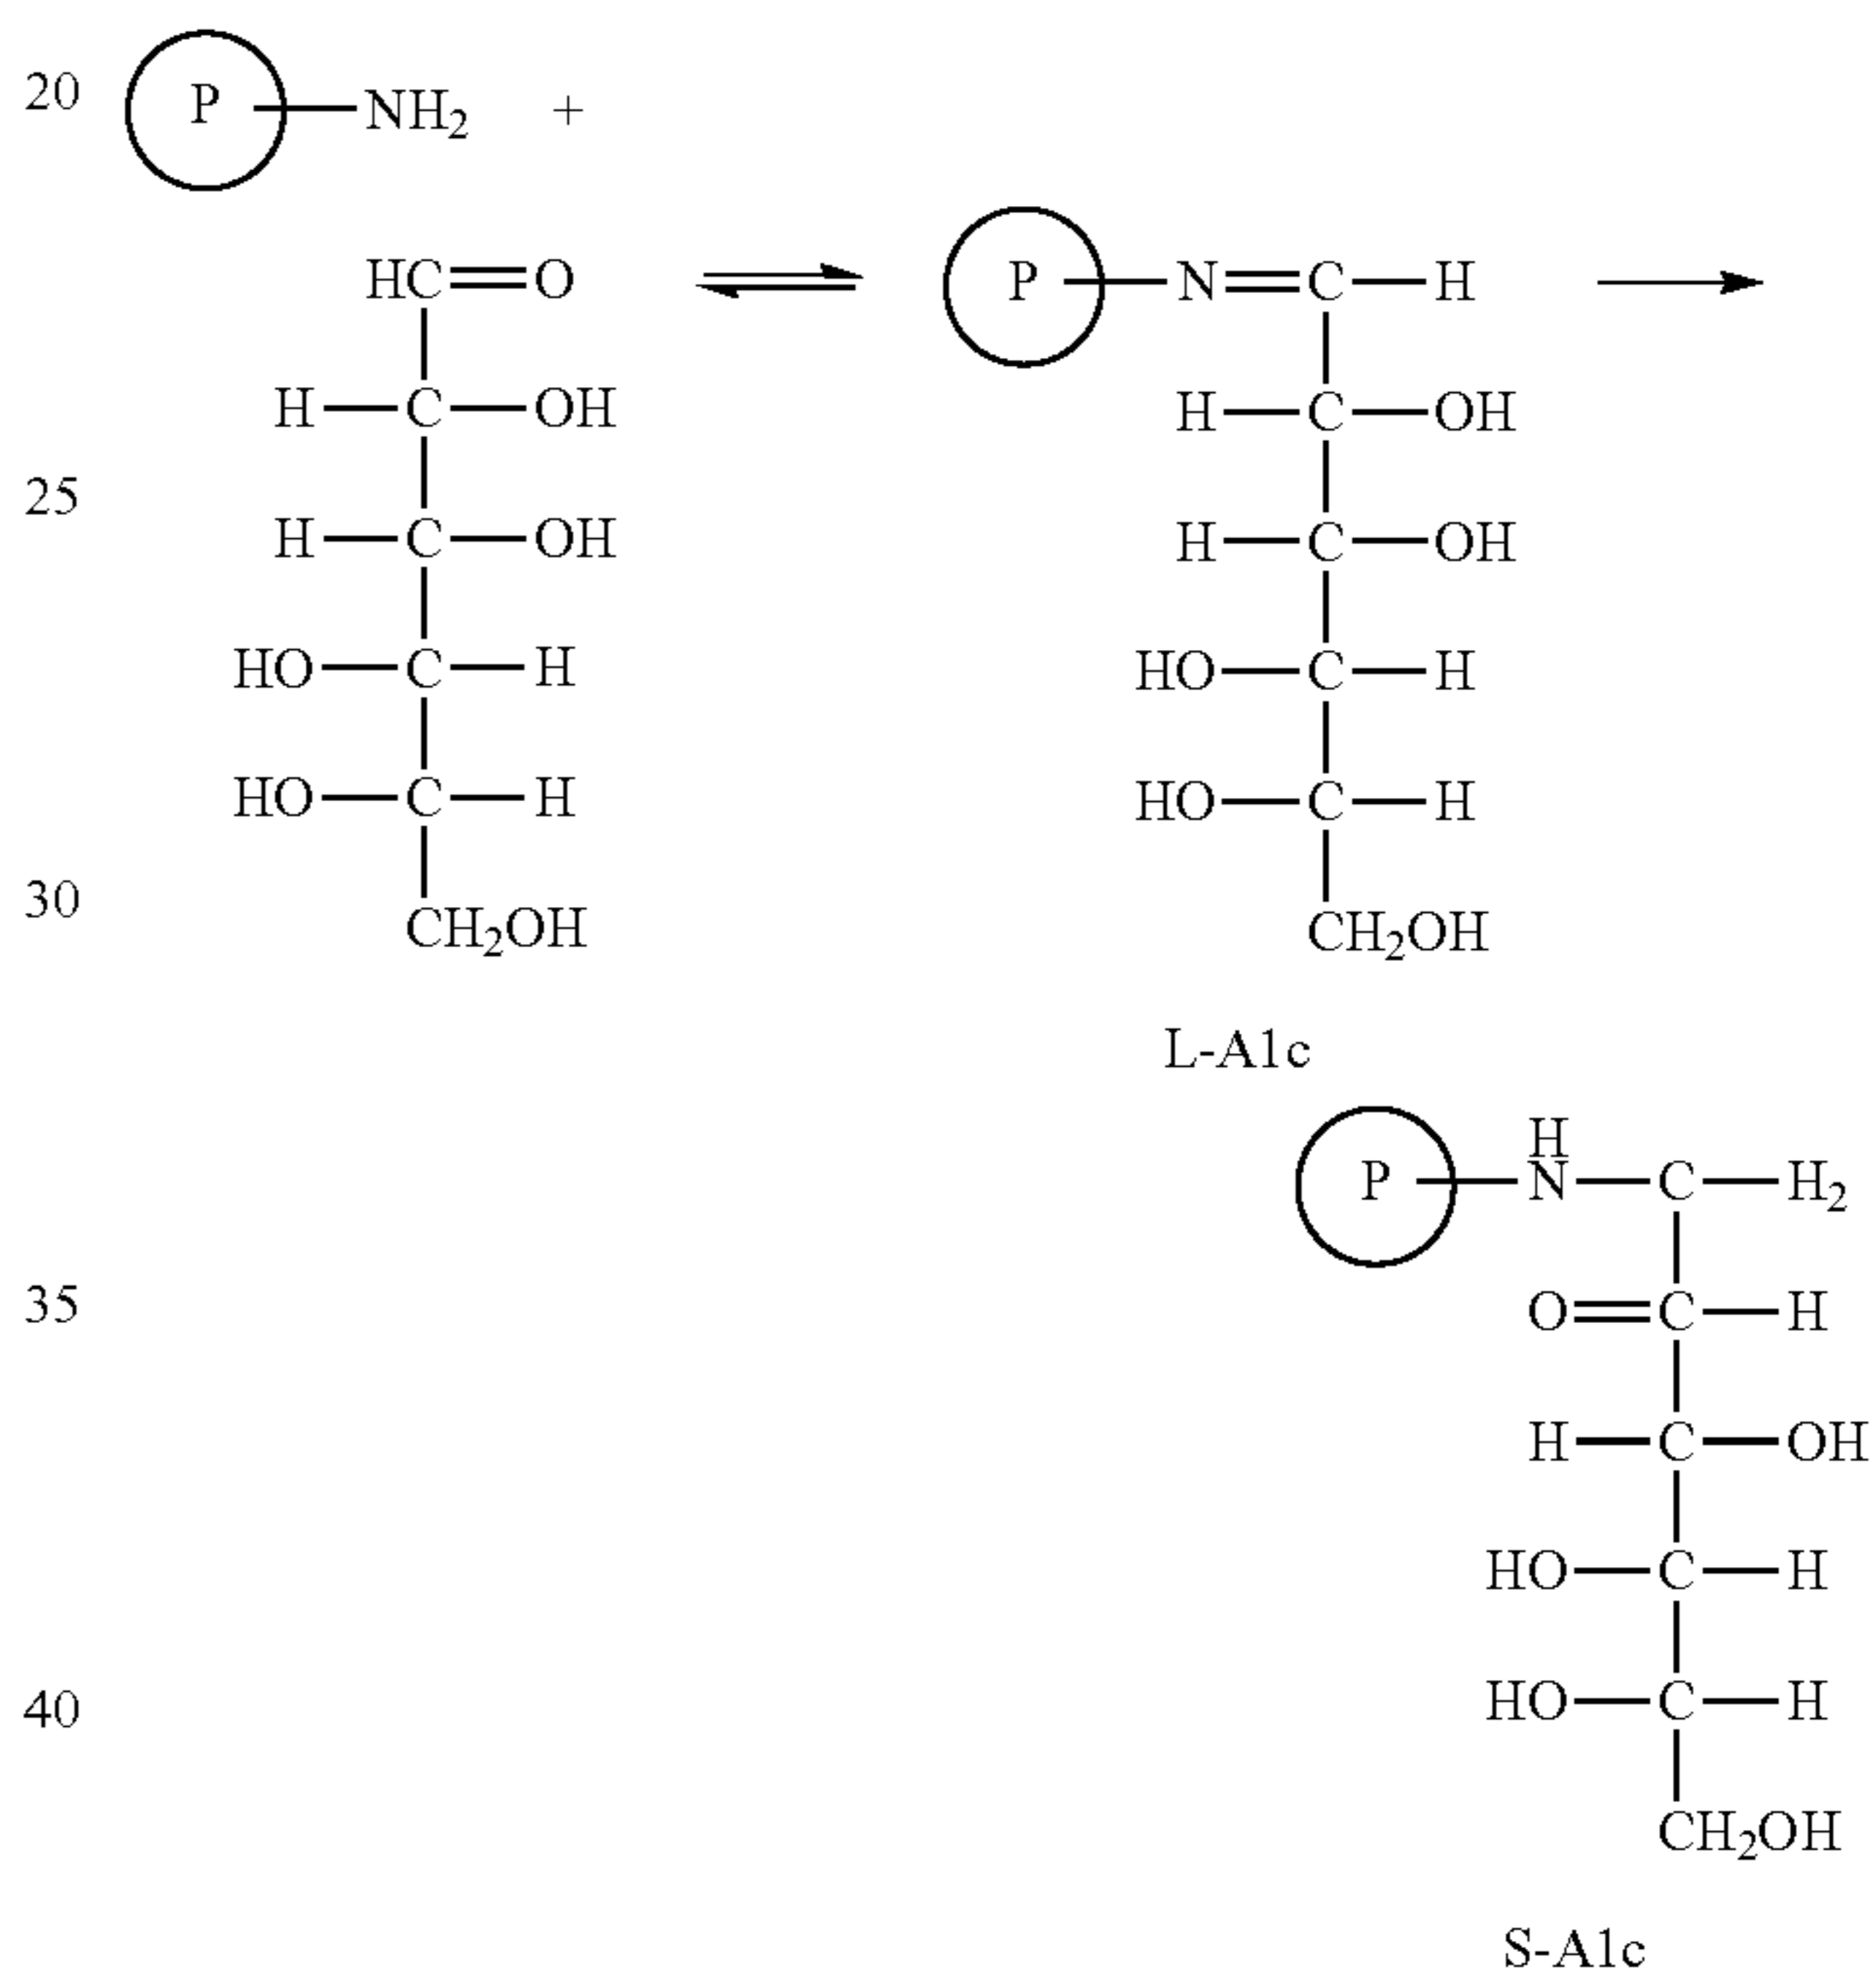 20 P NH2 +
HC=O P N=C H
H C OH H C OH
25
H C OH H C OH
HO C H HO C H
HO C H HO C H
30
CH2OH CH2OH
L-A1c
H
P N C H2
35 O=C H
H C OH
HO C H
40 HO C H
CH2OH
S-A1c